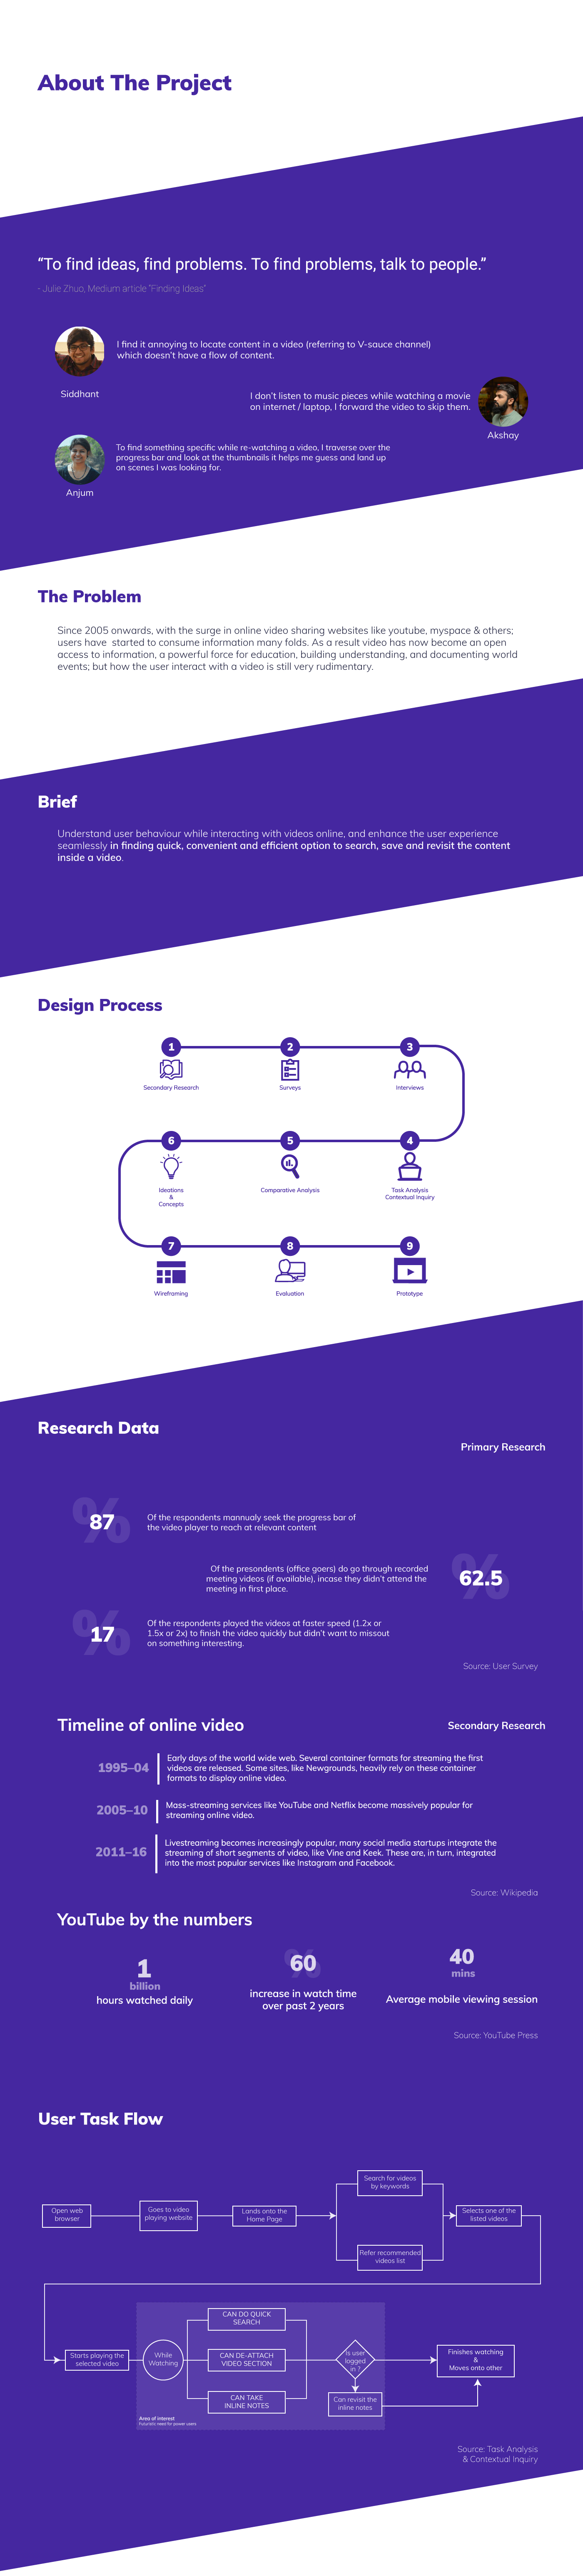 About The Project
“To find ideas, find problems. To find problems, talk to people.”
- Julie Zhuo, Medium article “Finding Ideas”
I find it annoying to locate content in a video (referring to V-sauce channel)
which doesn’t have a flow of content.
Siddhant
I don’t listen to music pieces while watching a movie
on internet / laptop, I forward the video to skip them.
Akshay
To find something specific while re-watching a video, I traverse over the
progress bar and look at the thumbnails it helps me guess and land up
on scenes I was looking for.
Anjum
The Problem
Since 2005 onwards, with the surge in online video sharing websites like youtube, myspace & others;
users have started to consume information many folds. As a result video has now become an open
access to information, a powerful force for education, building understanding, and documenting world
events; but how the user interact with a video is still very rudimentary.
Brief
Understand user behaviour while interacting with videos online, and enhance the user experience
seamlessly in finding quick, convenient and efficient option to search, save and revisit the content
inside a video.
Design Process
1
2
3
Secondary Research
Surveys
Interviews
6
5
4
Ideations
&
Concepts
Comparative Analysis
Task Analysis
Contextual Inquiry
7
8
9
Wireframing
Evaluation
Prototype
Research Data
Primary Research
% 87
Of the respondents mannualy seek the progress bar of
the video player to reach at relevant content
Of the presondents (office goers) do go through recorded
meeting videos (if available), incase they didn’t attend the
meeting in first place.
% 62.5
% 17
Of the respondents played the videos at faster speed (1.2x or
1.5x or 2x) to finish the video quickly but didn’t want to missout
on something interesting.
Source: User Survey
Timeline of online video
Secondary Research
1995–04
Early days of the world wide web. Several container formats for streaming the first
videos are released. Some sites, like Newgrounds, heavily rely on these container
formats to display online video.
2005–10
Mass-streaming services like YouTube and Netflix become massively popular for
streaming online video.
2011–16
Livestreaming becomes increasingly popular, many social media startups integrate the
streaming of short segments of video, like Vine and Keek. These are, in turn, integrated
into the most popular services like Instagram and Facebook.
Source: Wikipedia
YouTube by the numbers
1
billion
hours watched daily
% 60
increase in watch time
over past 2 years
40
mins
Average mobile viewing session
Source: YouTube Press
User Task Flow
Open web
browser
Goes to video
playing website
Lands onto the
Home Page
Search for videos
by keywords
Refer recommended
videos list
Selects one of the
listed videos
Starts playing the
selected video
While
Watching
CAN DO QUICK
SEARCH
CAN DE-ATTACH
VIDEO SECTION
CAN TAKE
INLINE NOTES
Is user
logged
in ?
Can revisit the
inline notes
Finishes watching
&
Moves onto other
Area of interest
Futuristic need for power users
Source: Task Analysis
& Contextual Inquiry